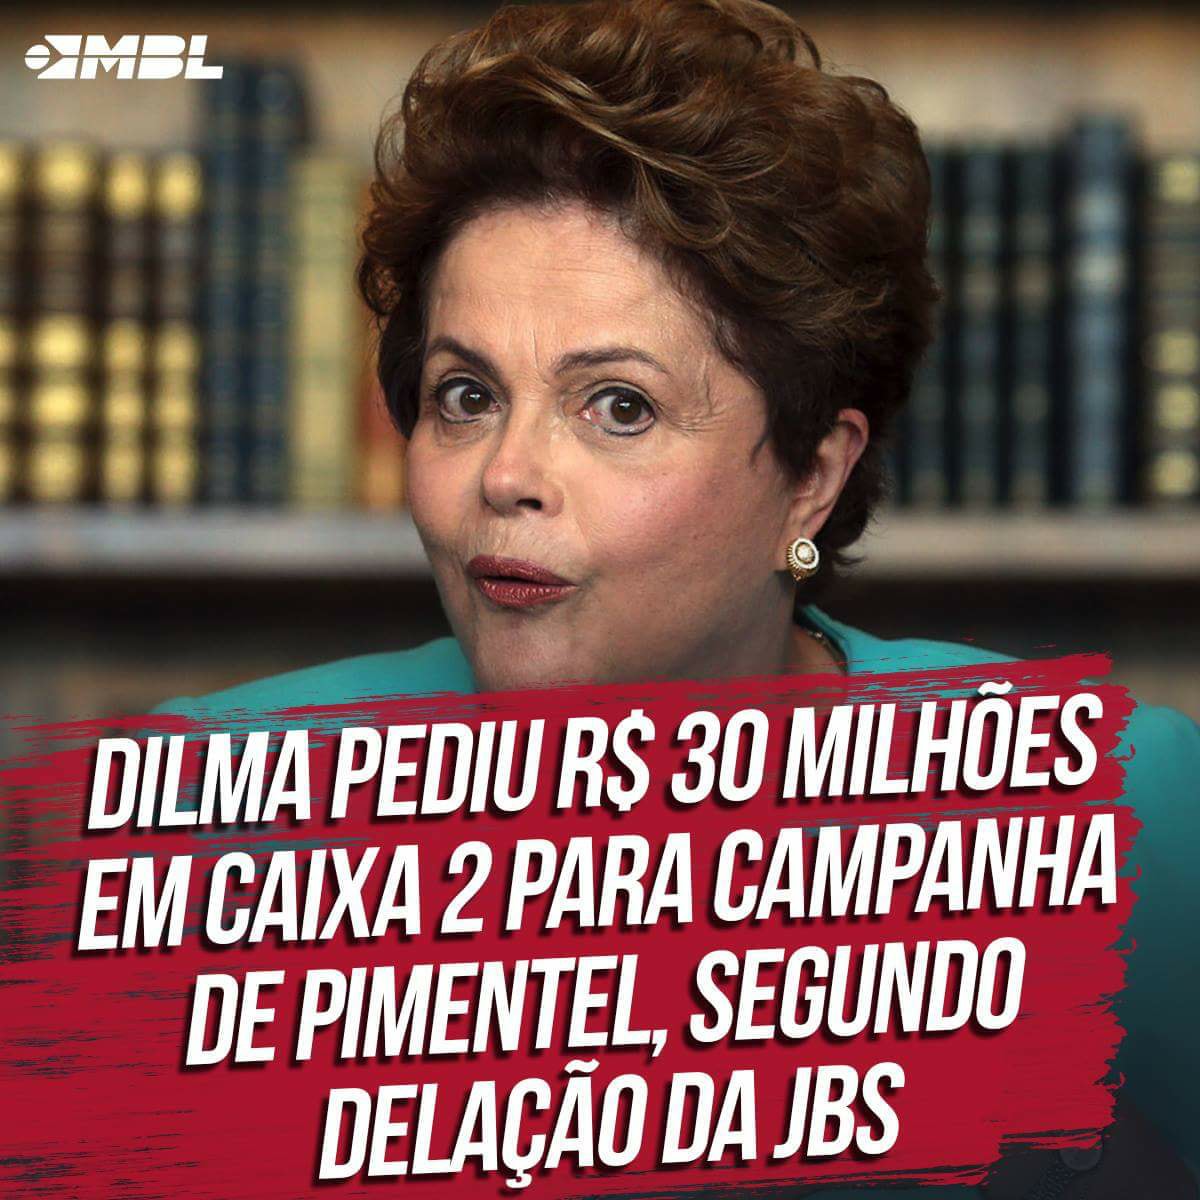 MBL
DILMA PEDIU R$ 30 MILHÕES
EM CAIXA 2 PARA CAMPANHA
DE PIMENTEL, SEGUNDO
DELAÇÃO DA JBS